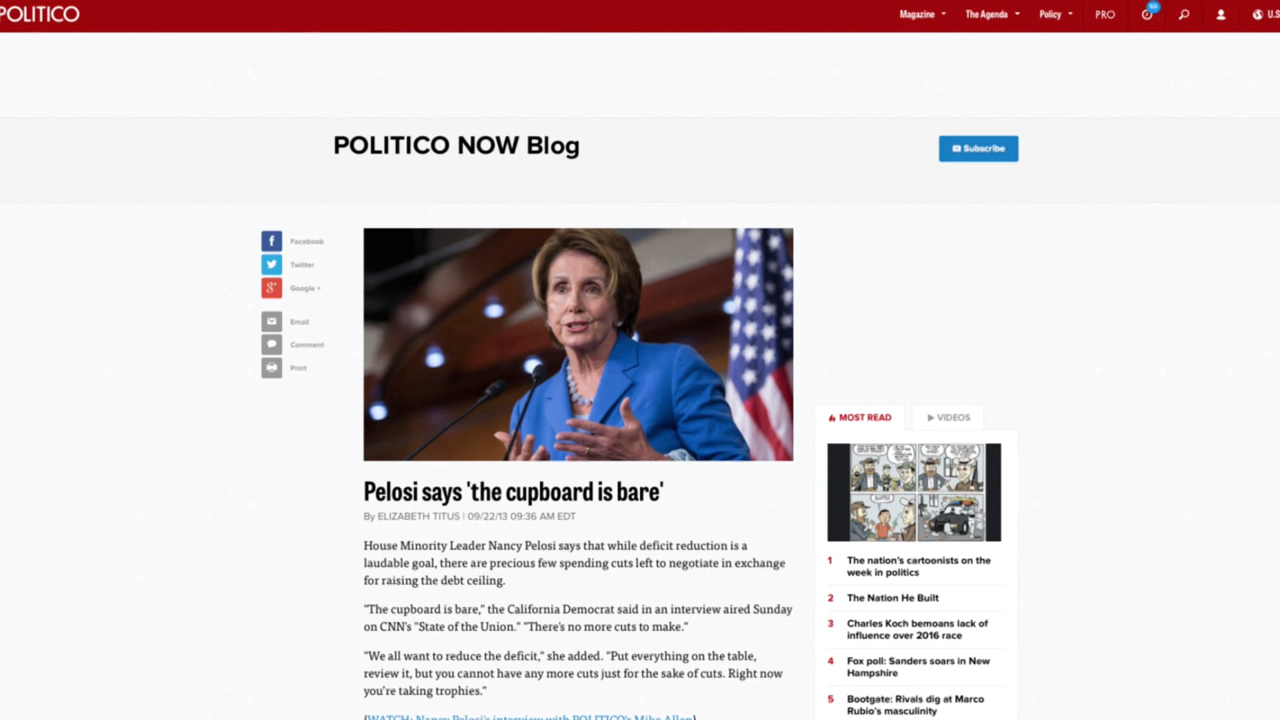 POLITICO
Magazine
The Agenda
Policy
PRO
U.S
POLITICO NOW Blog
Subscribe
Facebook
Twitter
Google +
Email
Comment
Print
Pelosi says 'the cupboard is bare'
By ELIZABETH TITUS | 09/22/13 09:36 AM EDT
House Minority Leader Nancy Pelosi says that while deficit reduction is a
laudable goal, there are precious few spending cuts left to negotiate in exchange
for raising the debt ceiling.
"The cupboard is bare," the California Democrat said in an interview aired Sunday
on CNN's "State of the Union." "There's no more cuts to make."
"We all want to reduce the deficit," she added. "Put everything on the table,
review it, but you cannot have any more cuts just for the sake of cuts. Right now
you're taking trophies."
(WATCH: Nancy Pelosi's interview with POLITICO's Mike Allen)
MOST READ
VIDEOS
1 The nation's cartoonists on the
week in politics
2 The Nation He Built
3 Charles Koch bemoans lack of
influence over 2016 race
4 Fox poll: Sanders soars in New
Hampshire
5 Bootgate: Rivals dig at Marco
Rubio's masculinity